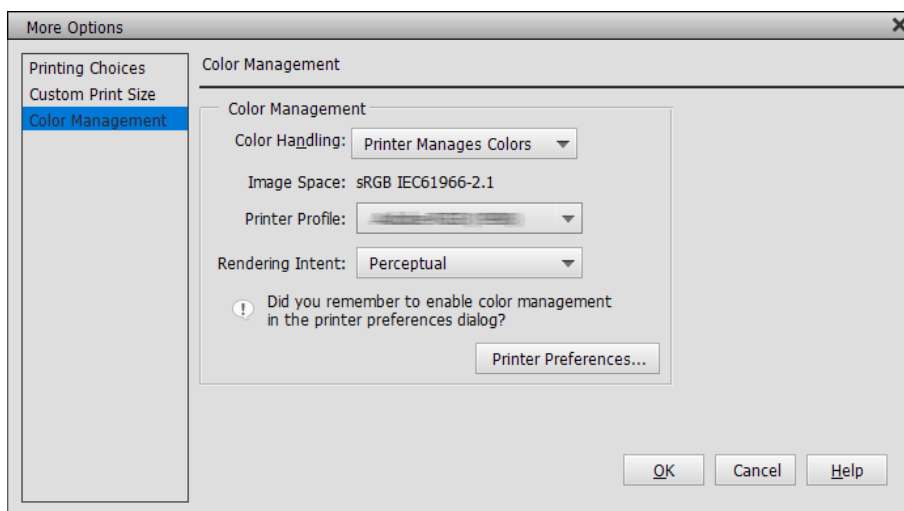 More Options
Printing Choices
Custom Print Size
Color Management
Color Management
Color Management
Color Handling: Printer Manages Colors
Image Space: sRGB IEC61966-2.1
Printer Profile:
Rendering Intent: Perceptual
Did you remember to enable color management
in the printer preferences dialog?
Printer Preferences...
OK Cancel Help